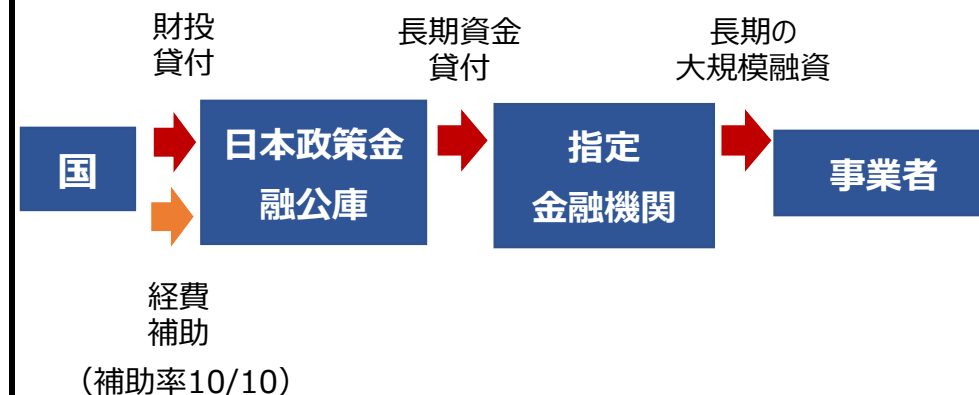 財投
貸付
長期資金
貸付
長期の
大規模融資
国
日本政策金
融公庫
指定
金融機関
事業者
経費
補助
（補助率10/10）